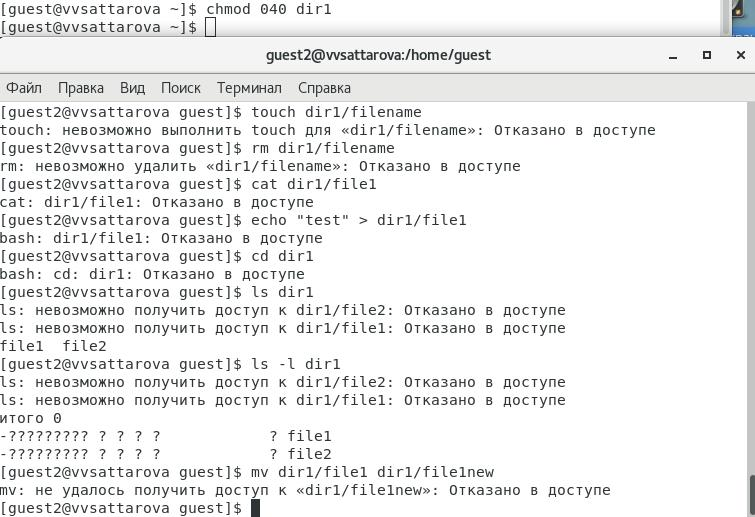 [guest@vvsattarova ~]$ chmod 040 dir1
[guest@vvsattarova ~]$
guest2@vvsattarova:/home/guest
Файл Правка Вид Поиск Терминал Справка
[guest2@vvsattarova guest]$ touch dir1/filename
touch: невозможно выполнить touch для «dir1/filename»: Отказано в доступе
[guest2@vvsattarova guest]$ rm dir1/filename
rm: невозможно удалить «dir1/filename»: Отказано в доступе
[guest2@vvsattarova guest]$ cat dir1/file1
cat: dir1/file1: Отказано в доступе
[guest2@vvsattarova guest]$ echo "test" > dir1/file1
bash: dir1/file1: Отказано в доступе
[guest2@vvsattarova guest]$ cd dir1
bash: cd: dir1: Отказано в доступе
[guest2@vvsattarova guest]$ ls dir1
ls: невозможно получить доступ к dir1/file2: Отказано в доступе
ls: невозможно получить доступ к dir1/file1: Отказано в доступе
file1  file2
[guest2@vvsattarova guest]$ ls -l dir1
ls: невозможно получить доступ к dir1/file2: Отказано в доступе
ls: невозможно получить доступ к dir1/file1: Отказано в доступе
итого 0
-????????? ? ? ? ?            ? file1
-????????? ? ? ? ?            ? file2
[guest2@vvsattarova guest]$ mv dir1/file1 dir1/file1new
mv: не удалось получить доступ к «dir1/file1new»: Отказано в доступе
[guest2@vvsattarova guest]$